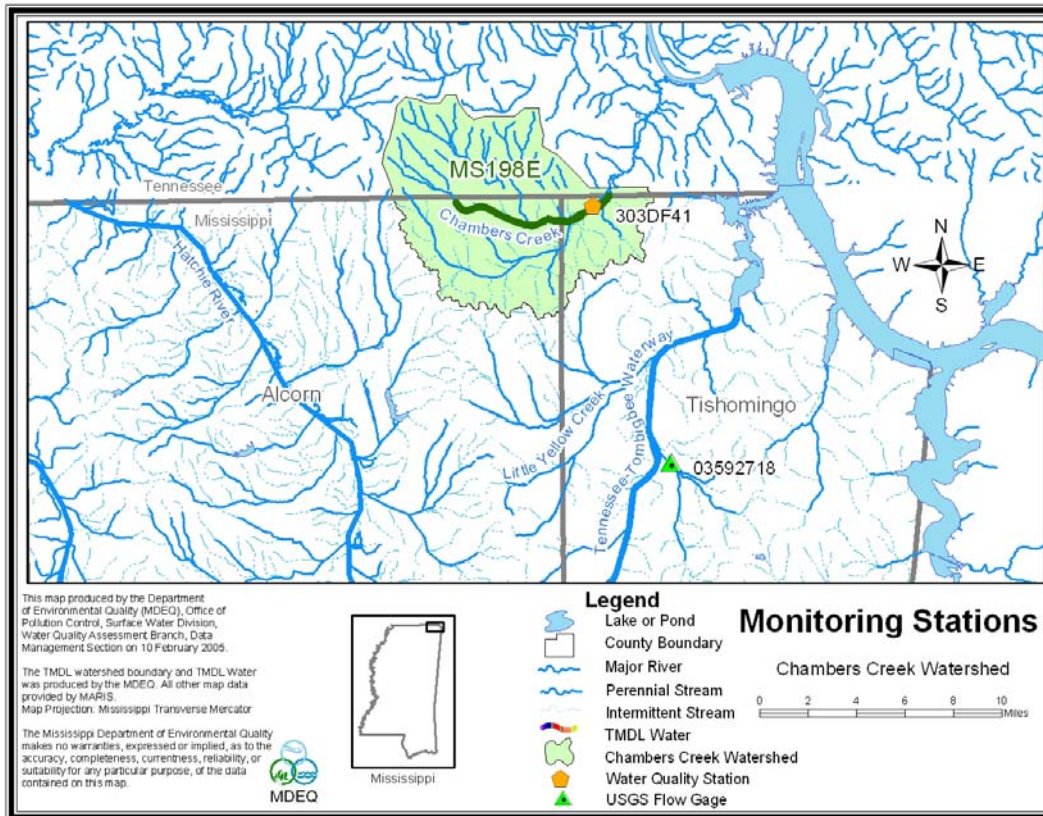 MS198E
Tennessee
Mississippi
Chambers Creek
303DF41
N
W E
S
Hatchie River
Alcorn
Tishomingo
Little Yellow Creek
Tennessee-Tombigbee Waterway
03592718
This map produced by the Department
of Environmental Quality (MDEQ), Office of
Pollution Control, Surface Water Division,
Water Quality Assessment Branch, Data
Management Section on 10 February 2005.
The TMDL watershed boundary and TMDL Water
was produced by the MDEQ. All other map data
provided by MARIS.
Map Projection: Mississippi Transverse Mercator
The Mississippi Department of Environmental Quality
makes no warranties, expressed or implied, as to the
accuracy, completeness, currentness, reliability, or
suitability for any particular purpose, of the data
contained on this map.
MDEQ
Mississippi
Legend
Lake or Pond
County Boundary
Major River
Perennial Stream
Intermittent Stream
TMDL Water
Chambers Creek Watershed
Water Quality Station
USGS Flow Gage
Monitoring Stations
Chambers Creek Watershed
0 2 4 6 8 10
Miles